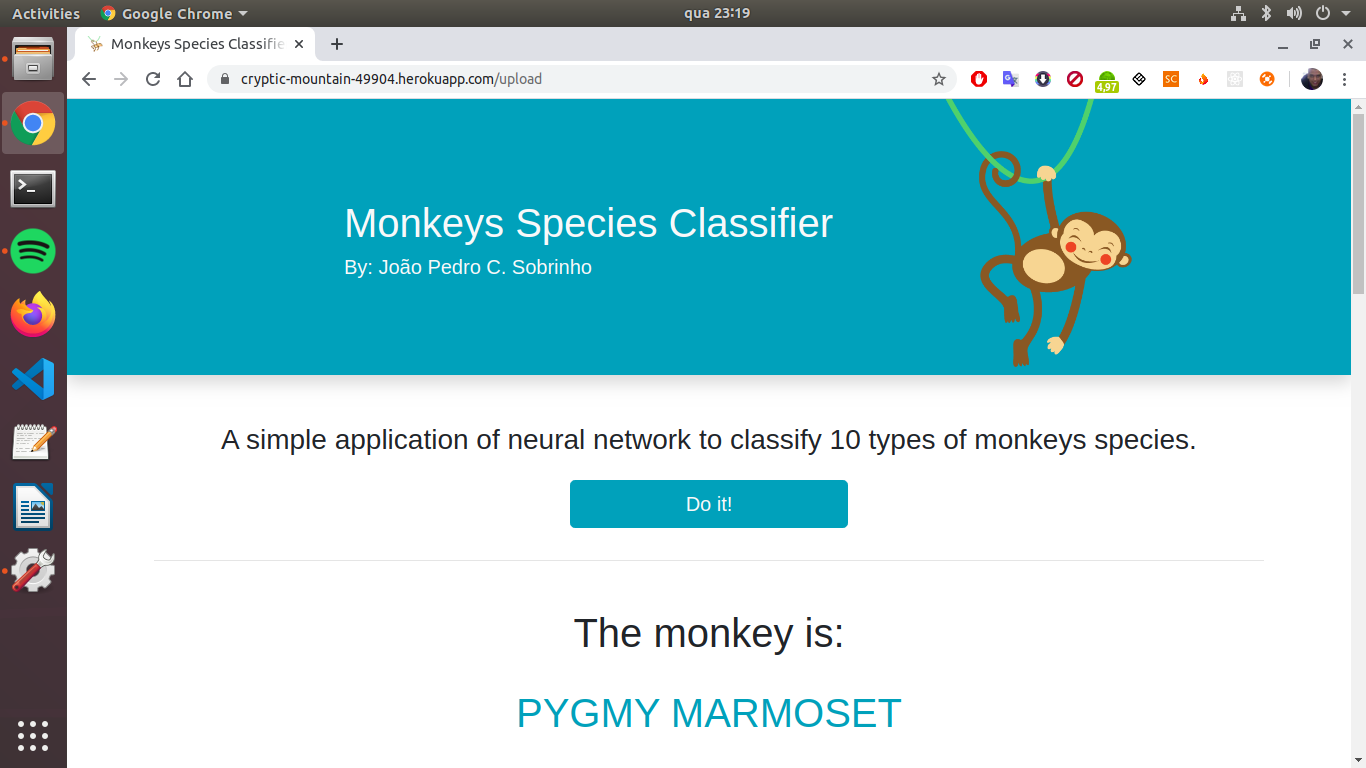 Activities
Google Chrome
qua 23:19
Monkeys Species Classifie
cryptic-mountain-49904.herokuapp.com/upload
SC
4,97
Monkeys Species Classifier
By: João Pedro C. Sobrinho
A simple application of neural network to classify 10 types of monkeys species.
Do it!
The monkey is:
PYGMY MARMOSET